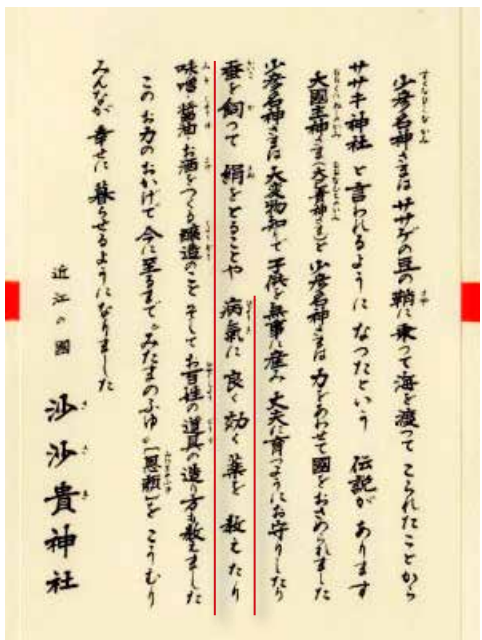 少彦名神さまはササゲの豆の鞘に乗って海を渡ってこられたことから
ササキ神社と言われるようになったという 伝説があります
大國主神さま(大己貴神さま)と少彦名神さまは力をあわせて國をおさめられました
少彦名神さまは大変物知りで子供を無事に産み大丈夫に育つようにお守りしたり
蚕を飼って絹をとることや 病氣に良く効く薬を教えたり
味噌 醤油 お酒をつくる醸造のことそしてお百姓の道具の造り方も教えました
このお力のおかげで今に至るまで「みたまのふゆ」[恩頼]をこうむり
みんなが幸せに暮らせるようになりました
近江の國 沙沙貴神社